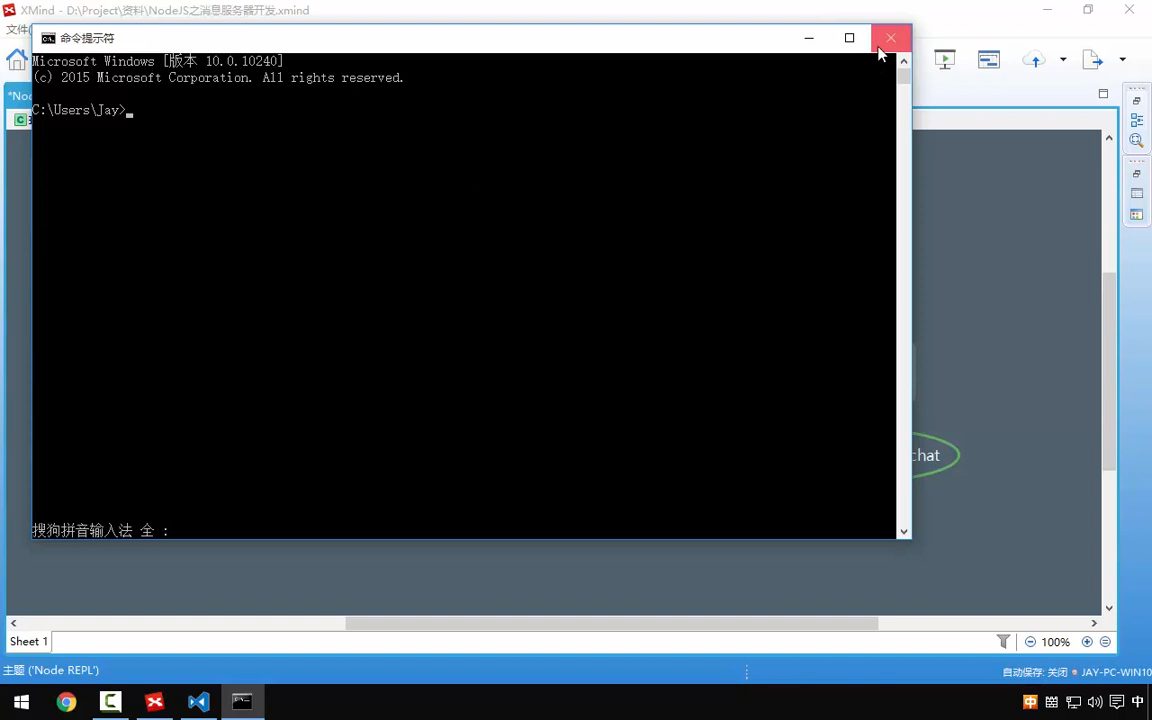 XMind - D:\Project\资料\NodeJS之消息服务器开发.xmind
文件(
命令提示符
Microsoft Windows [版本 10.0.10240]
(c) 2015 Microsoft Corporation. All rights reserved.
*Nod
C:\Users\Jay>
chat
搜狗拼音输入法 全 :
Sheet 1
100%
主题 ('Node REPL')
自动保存: 关闭
JAY-PC-WIN10
中
中